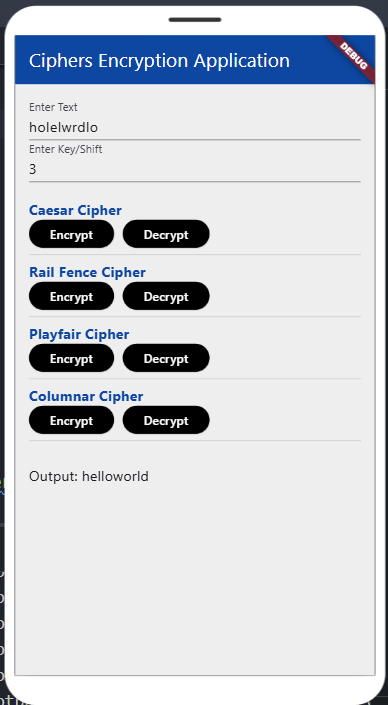 Ciphers Encryption Application
DEBUG
Enter Text
holelwrdlo
Enter Key/Shift
3
Caesar Cipher
Encrypt Decrypt
Rail Fence Cipher
Encrypt Decrypt
Playfair Cipher
Encrypt Decrypt
Columnar Cipher
Encrypt Decrypt
Output: helloworld